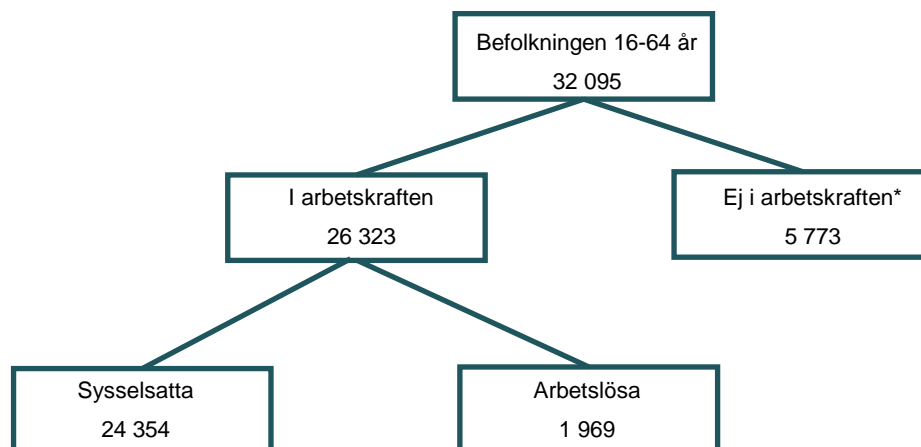 Befolkningen 16-64 år
32 095
I arbetskraften
26 323
Ej i arbetskraften*
5 773
Sysselsatta
24 354
Arbetslösa
1 969